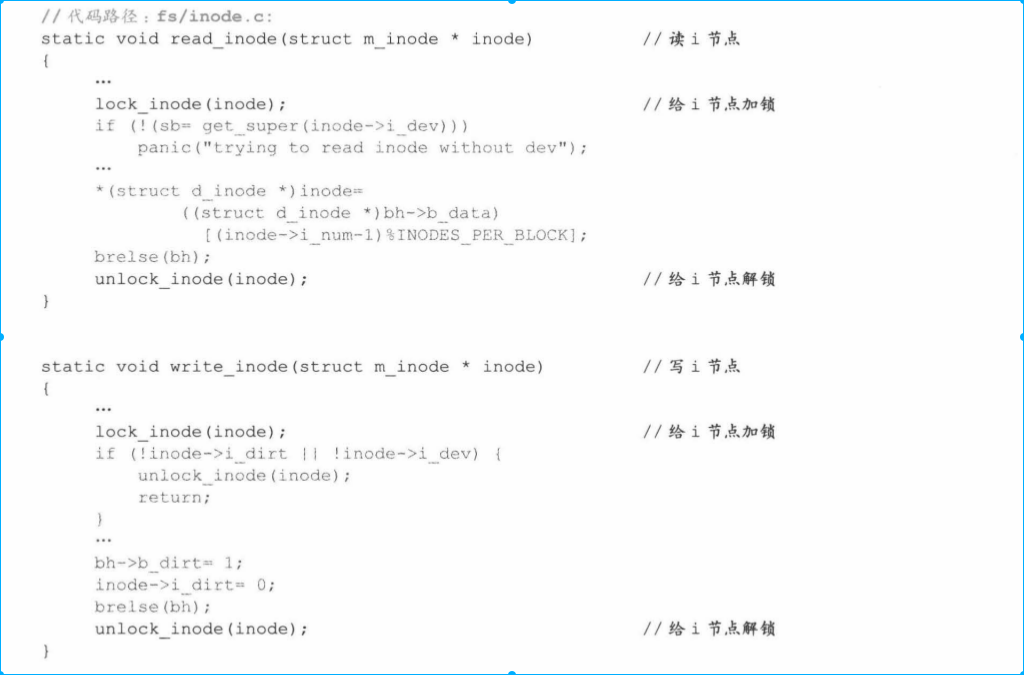 //代码路径:fs/inode.c:
static void read_inode(struct m_inode * inode) //读 i 节点
{
…
lock_inode(inode); //给 i 节点加锁
if (!(sb= get_super(inode->i_dev)))
panic("trying to read inode without dev");
…
*(struct d_inode *)inode=
((struct d_inode *)bh->b_data)
[(inode->i_num-1)%INODES_PER_BLOCK];
brelse(bh);
unlock_inode(inode); //给 i 节点解锁
}
static void write_inode(struct m_inode * inode) //写 i 节点
{
…
lock_inode(inode); //给 i 节点加锁
if (!inode->i_dirt || !inode->i_dev) {
unlock_inode(inode);
return;
}
…
bh->b_dirt= 1;
inode->i_dirt= 0;
brelse(bh);
unlock_inode(inode); //给 i 节点解锁
}